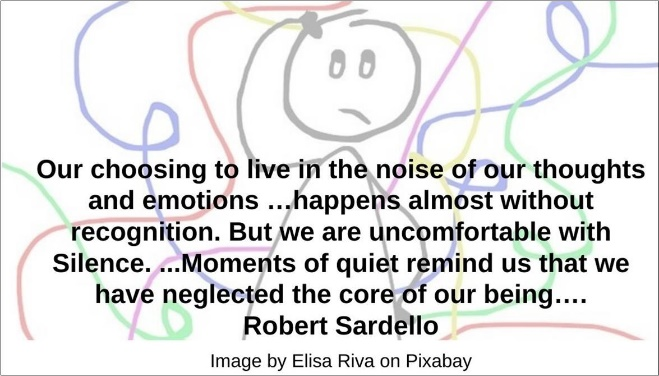 Our choosing to live in the noise of our thoughts
and emotions …happens almost without
recognition. But we are uncomfortable with
Silence. ...Moments of quiet remind us that we
have neglected the core of our being….
Robert Sardello
Image by Elisa Riva on Pixabay